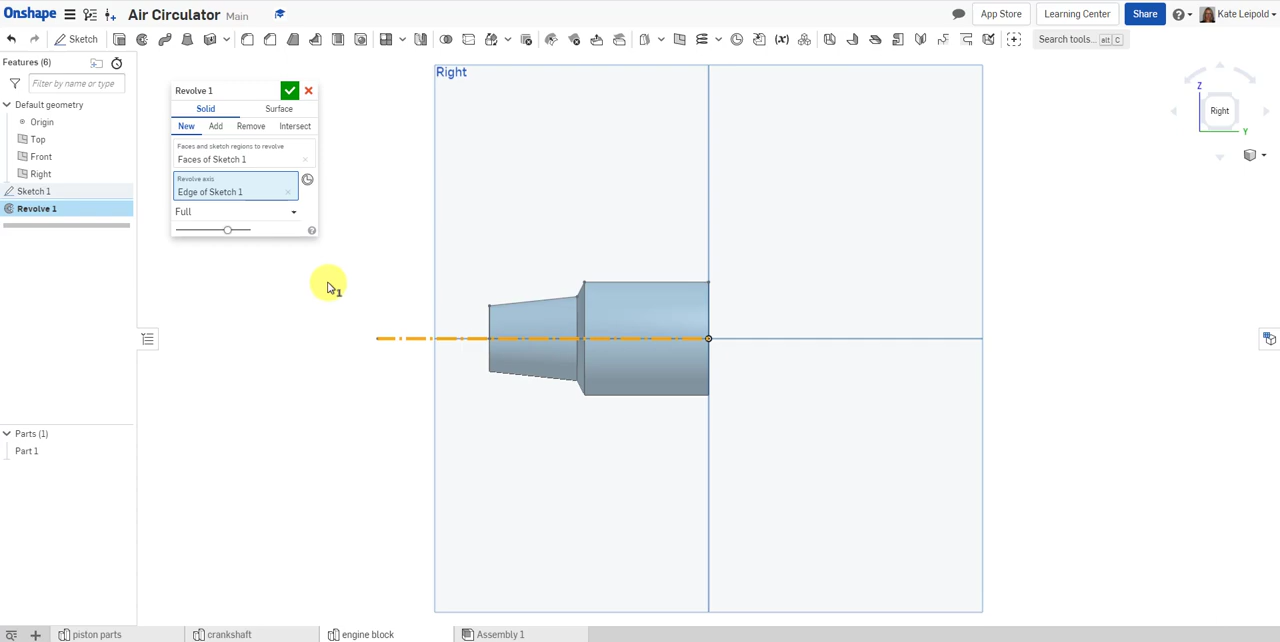 Onshape Air Circulator Main App Store Learning Center Share Kate Leipold
Sketch Search tools... alt C
Features (6)
Filter by name or type
Default geometry
Origin
Top
Front
Right
Sketch 1
Revolve 1
Parts (1)
Part 1
Revolve 1
Solid Surface
New Add Remove Intersect
Faces and sketch regions to revolve
Faces of Sketch 1
Revolve axis
Edge of Sketch 1
Full
1
Right
Z
Right
Y
piston parts crankshaft engine block Assembly 1